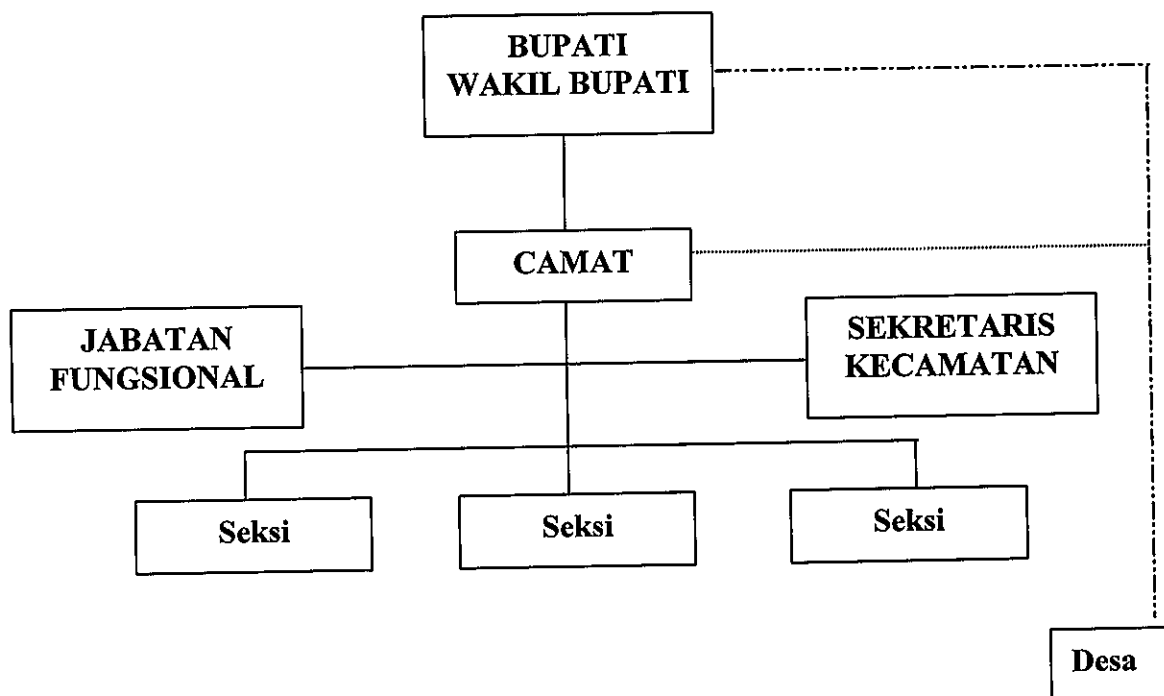 BUPATI
WAKIL BUPATI
CAMAT
JABATAN
FUNGSIONAL
SEKRETARIS
KECAMATAN
Seksi
Seksi
Seksi
Desa